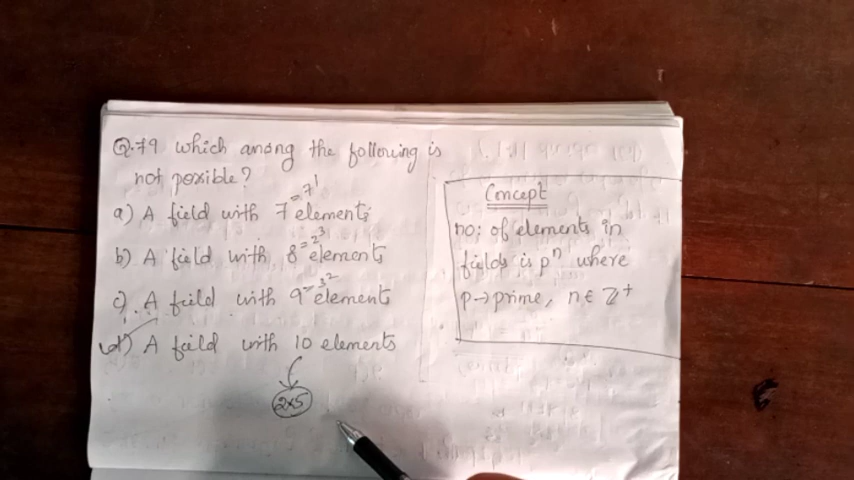 Q.79 which among the following is
not possible?
a) A field with 7 = 7¹ elements
b) A field with 8 = 2³ elements
c) A field with 9 = 3² elements
d) A field with 10 elements
2×5
Concept
no: of elements in
fields is pⁿ where
p → prime, n ∈ ℤ⁺